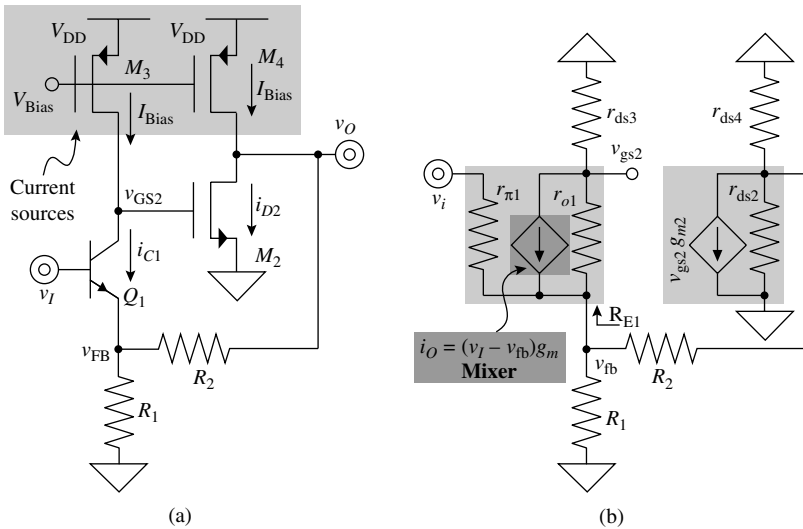 V_DD
V_DD
M_3
M_4
I_Bias
I_Bias
V_Bias
v_O
Current
sources
v_GS2
i_D2
i_C1
M_2
v_I
Q_1
v_FB
R_2
R_1
(a)
r_ds3
r_ds4
v_gs2
v_i
r_π1
r_o1
r_ds2
v_gs2 g_m2
R_E1
i_O = (v_I – v_fb)g_m
Mixer
v_fb
R_2
R_1
(b)